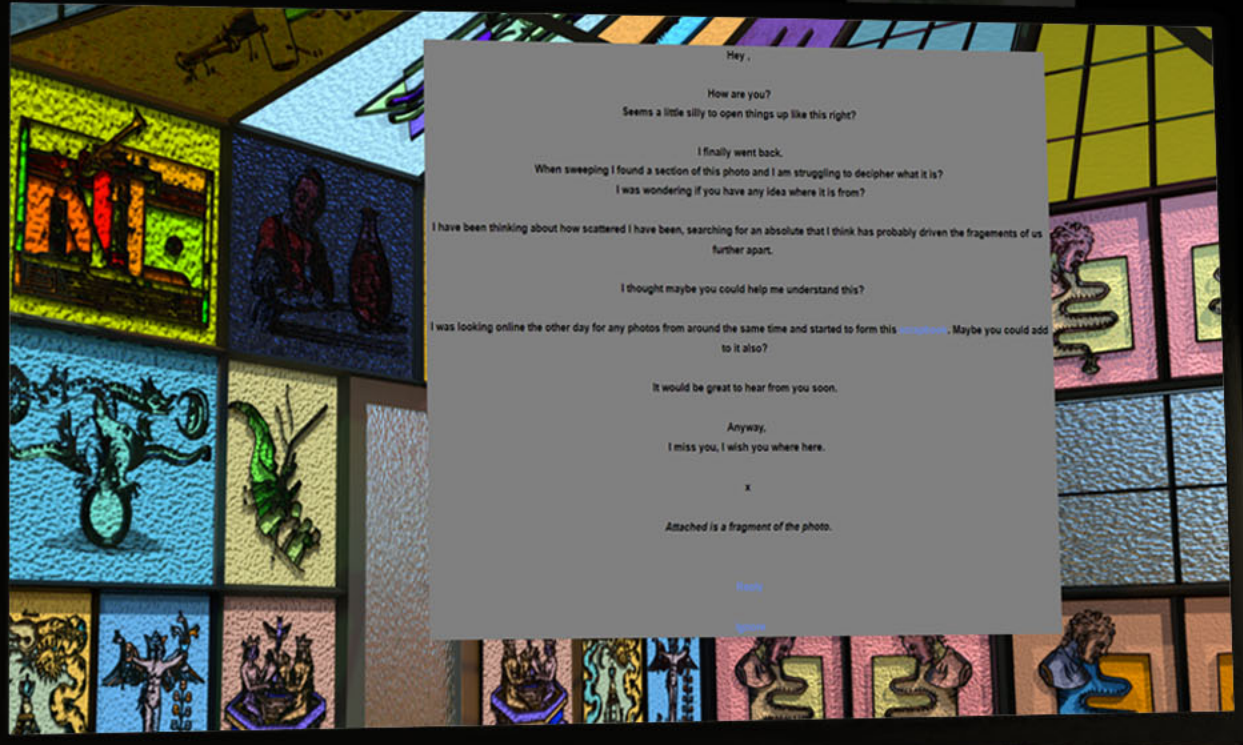 Hey ,
How are you?
Seems a little silly to open things up like this right?
I finally went back.
When sweeping I found a section of this photo and I am struggling to decipher what it is?
I was wondering if you have any idea where it is from?
I have been thinking about how scattered I have been, searching for an absolute that I think has probably driven the fragements of us
further apart.
I thought maybe you could help me understand this?
I was looking online the other day for any photos from around the same time and started to form this . Maybe you could add
to it also?
It would be great to hear from you soon.
Anyway,
I miss you, I wish you where here.
x
Attached is a fragment of the photo.